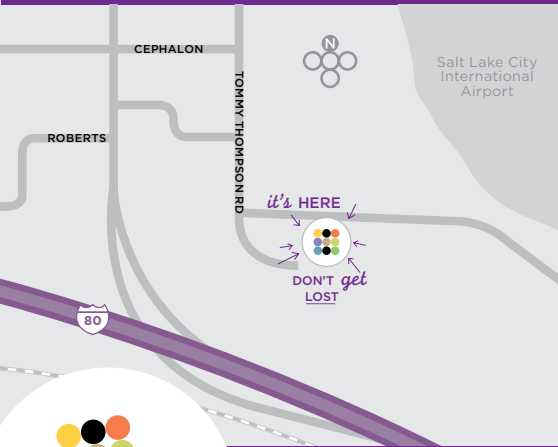 CEPHALON
N
Salt Lake City
International
Airport
TOMMY THOMPSON RD
ROBERTS
it's HERE
DON'T get
LOST
80